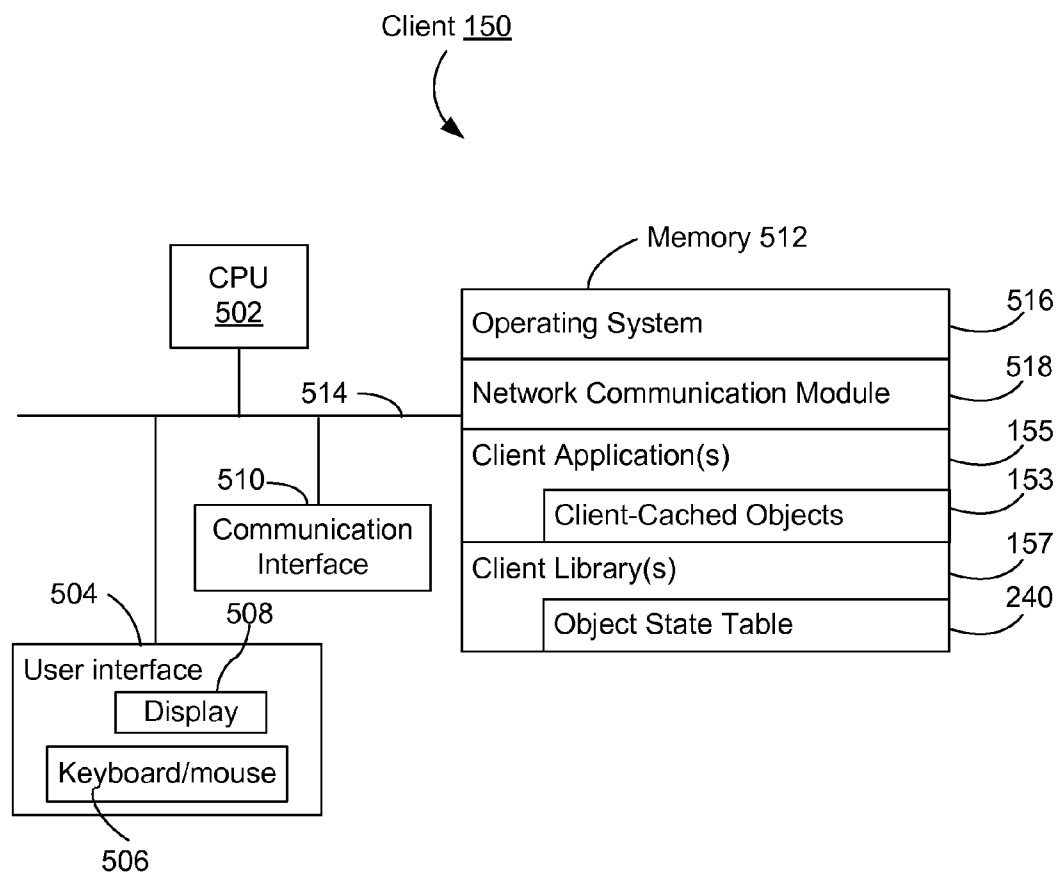 Client 150
Memory 512
CPU
502
Operating System
516
Network Communication Module
518
514
Client Application(s)
155
Client-Cached Objects
153
510
Communication
Interface
Client Library(s)
157
Object State Table
240
504
508
User interface
Display
Keyboard/mouse
506